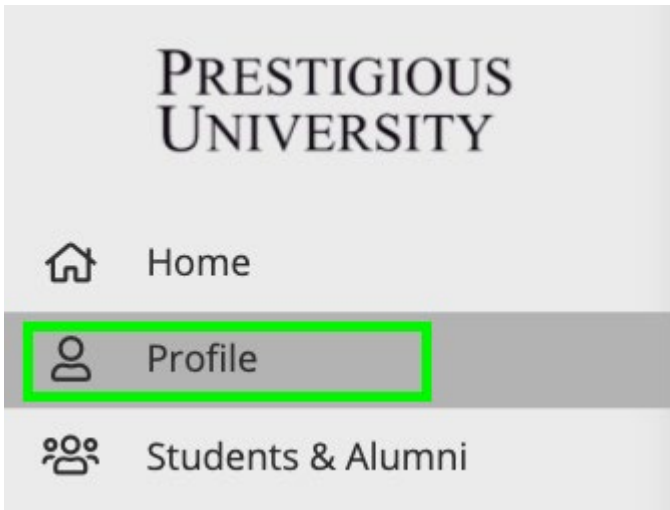 PRESTIGIOUS
UNIVERSITY
Home
Profile
Students & Alumni